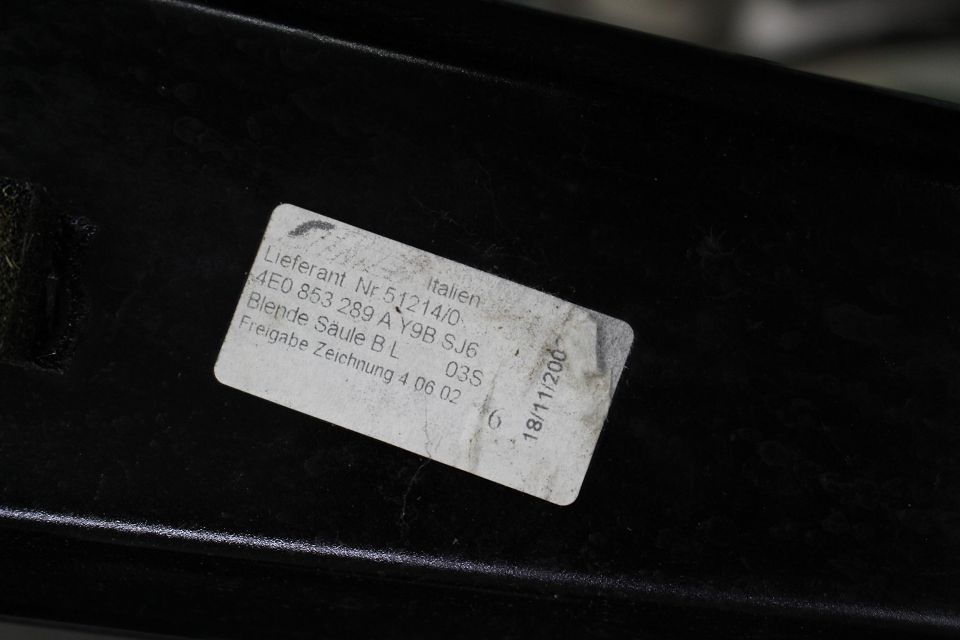 Italien
Lieferant Nr 51214/0
4E0 853 289 A Y9B SJ6
Blende Säule B L 03S
Freigabe Zeichnung 4 06 02
6
18/11/200